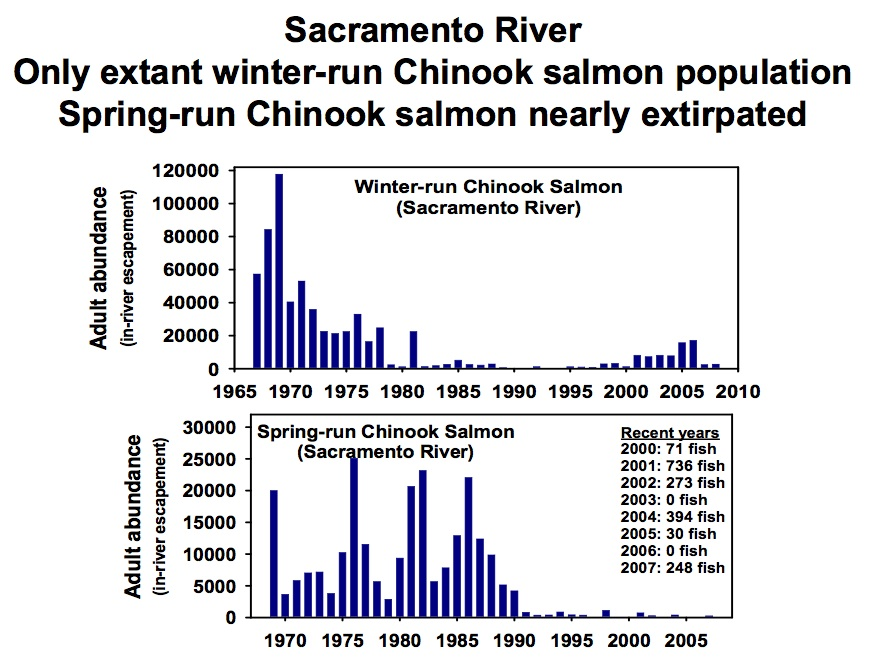 Sacramento River
Only extant winter-run Chinook salmon population
Spring-run Chinook salmon nearly extirpated
Adult abundance
(in-river escapement)
120000
100000
80000
60000
40000
20000
0
Winter-run Chinook Salmon
(Sacramento River)
1965 1970 1975 1980 1985 1990 1995 2000 2005 2010
Adult abundance
(in-river escapement)
30000
25000
20000
15000
10000
5000
0
Spring-run Chinook Salmon
(Sacramento River)
Recent years
2000: 71 fish
2001: 736 fish
2002: 273 fish
2003: 0 fish
2004: 394 fish
2005: 30 fish
2006: 0 fish
2007: 248 fish
1970 1975 1980 1985 1990 1995 2000 2005